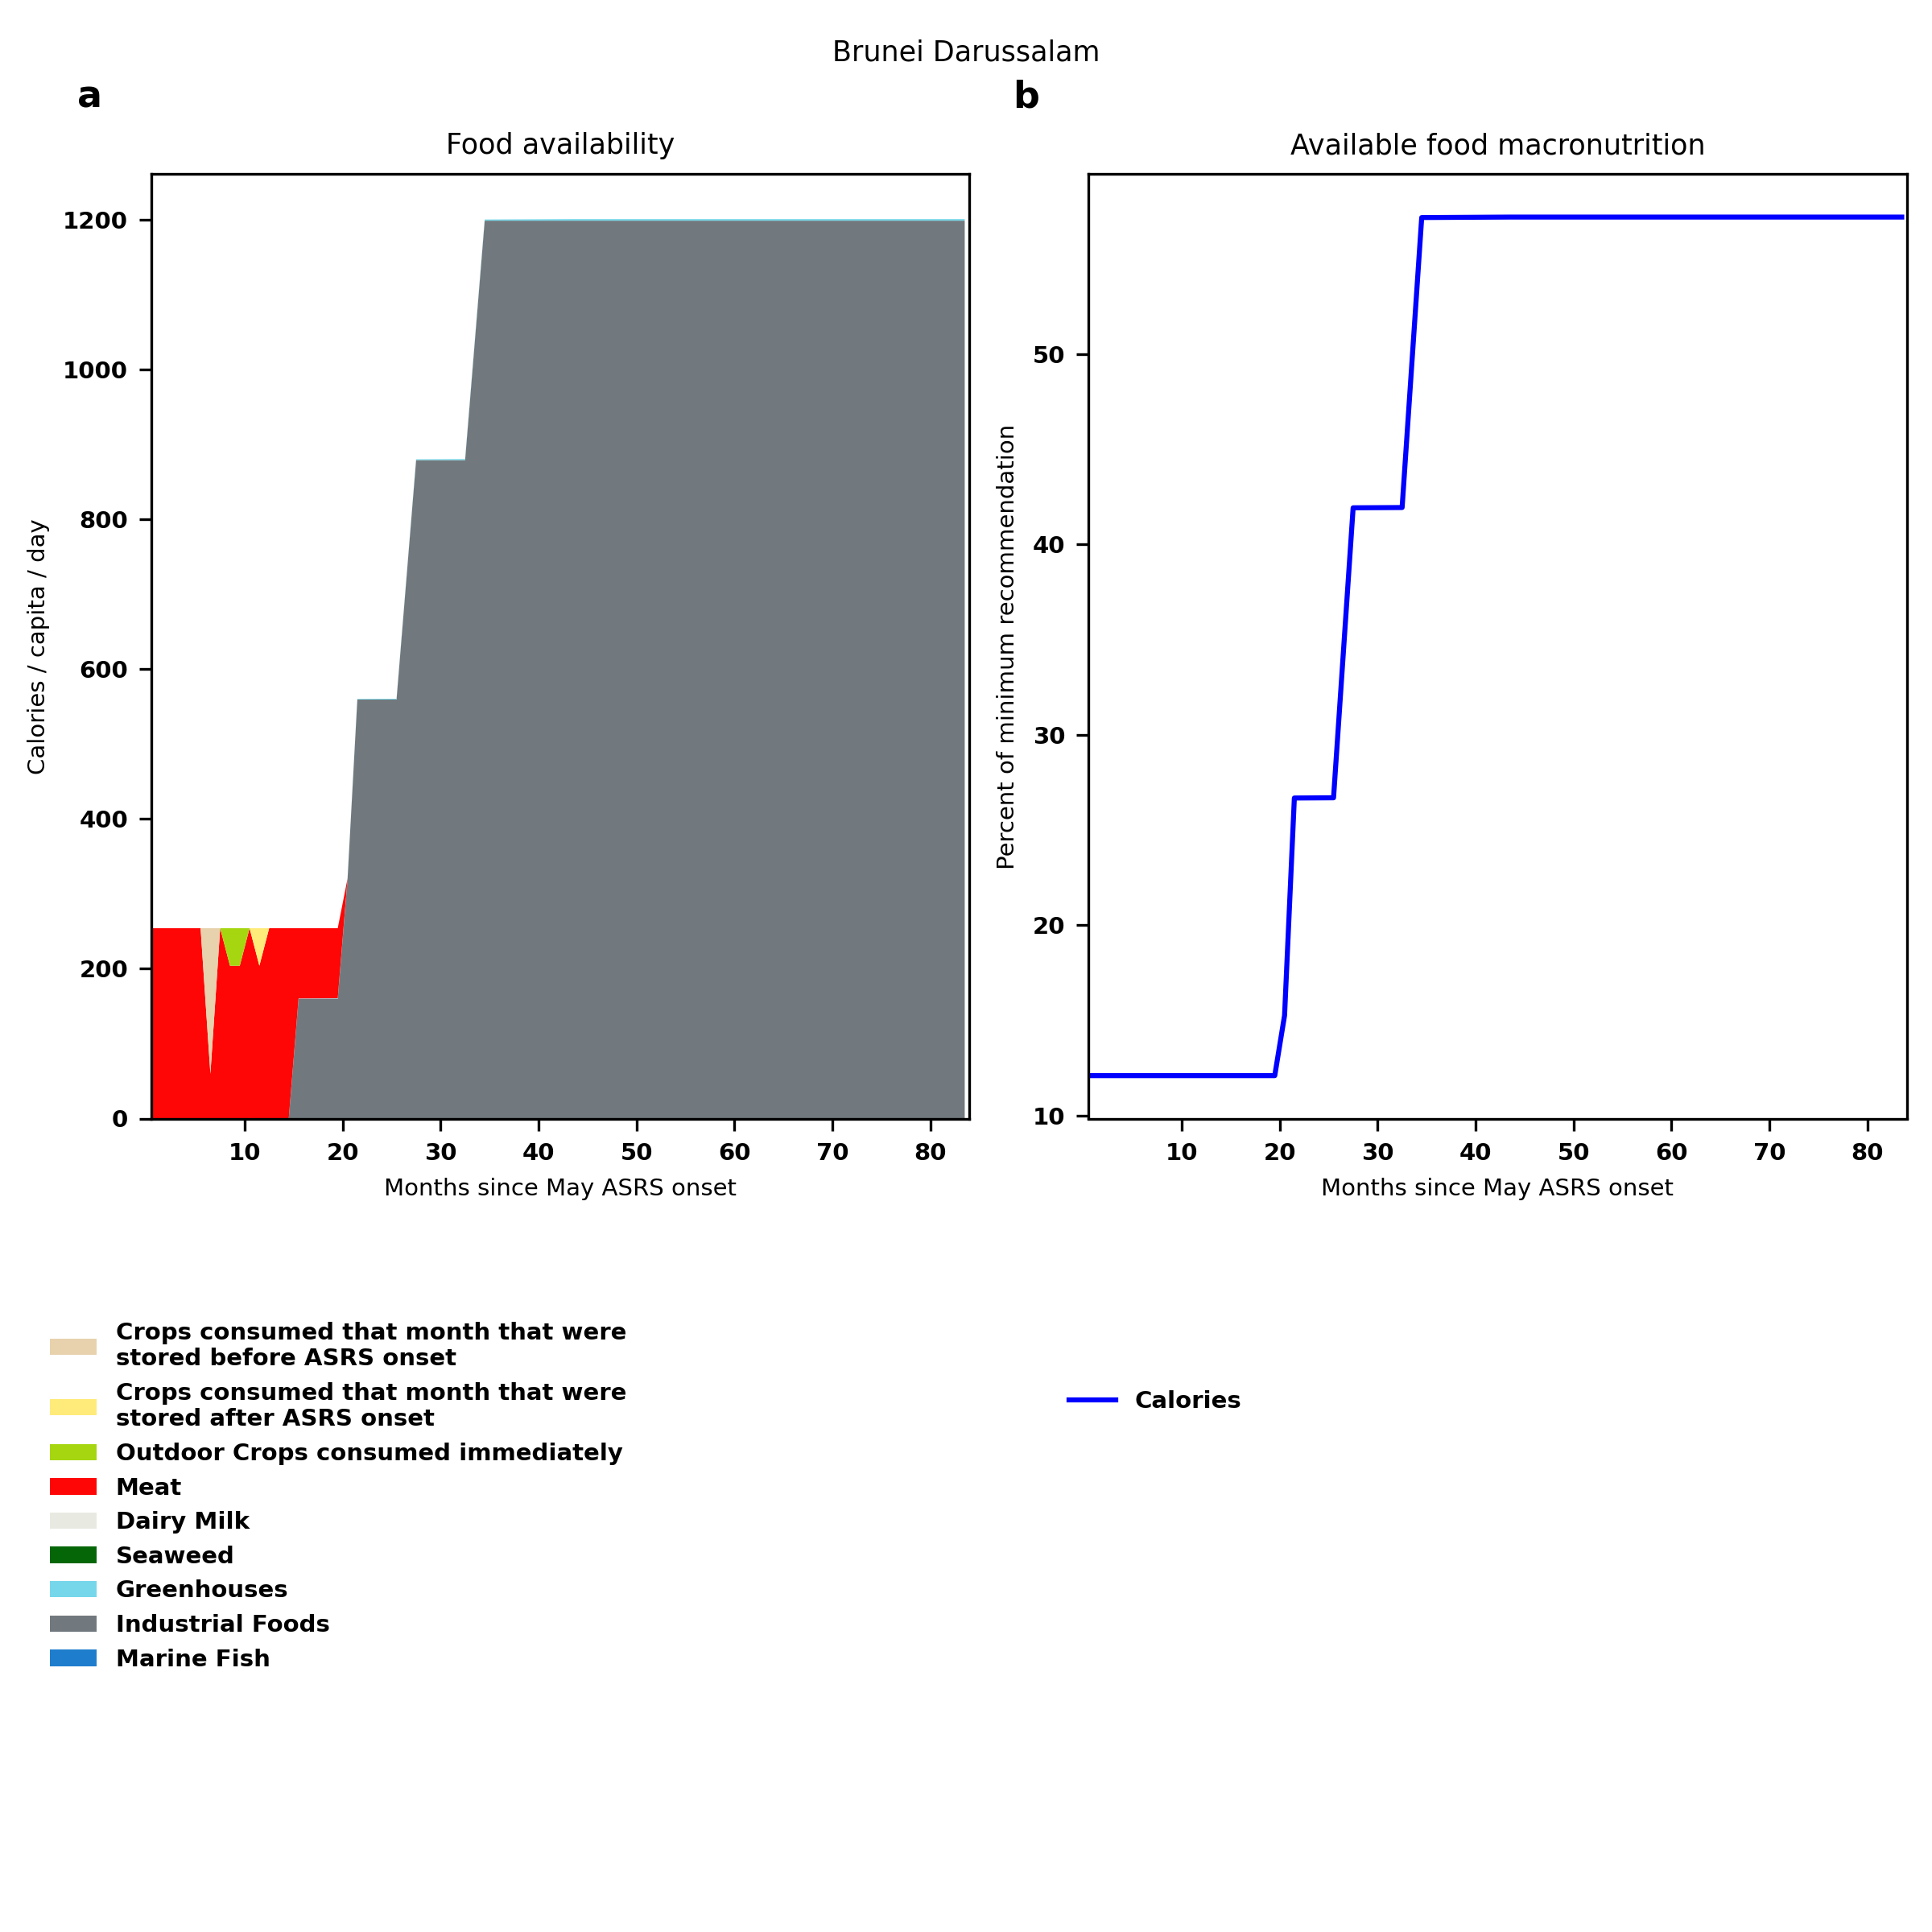 Brunei Darussalam
a
Food availability
Calories / capita / day
1200
1000
800
600
400
200
0
10 20 30 40 50 60 70 80
Months since May ASRS onset
b
Available food macronutrition
Percent of minimum recommendation
50
40
30
20
10
10 20 30 40 50 60 70 80
Months since May ASRS onset
Crops consumed that month that were
stored before ASRS onset
Crops consumed that month that were
stored after ASRS onset
Outdoor Crops consumed immediately
Meat
Dairy Milk
Seaweed
Greenhouses
Industrial Foods
Marine Fish
Calories